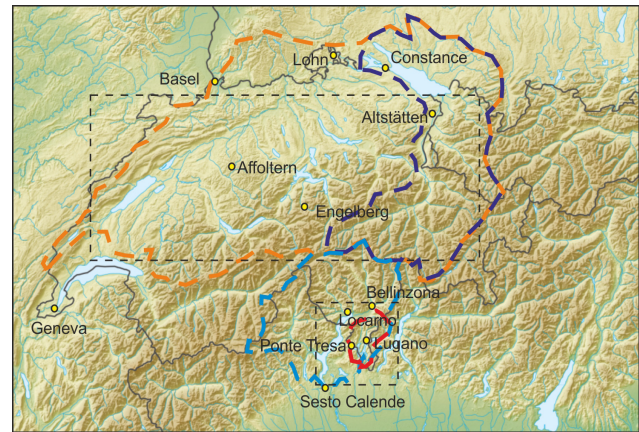 Lohn
Constance
Basel
Altstätten
Affoltern
Engelberg
Bellinzona
Locarno
Geneva
Ponte Tresa
Lugano
Sesto Calende